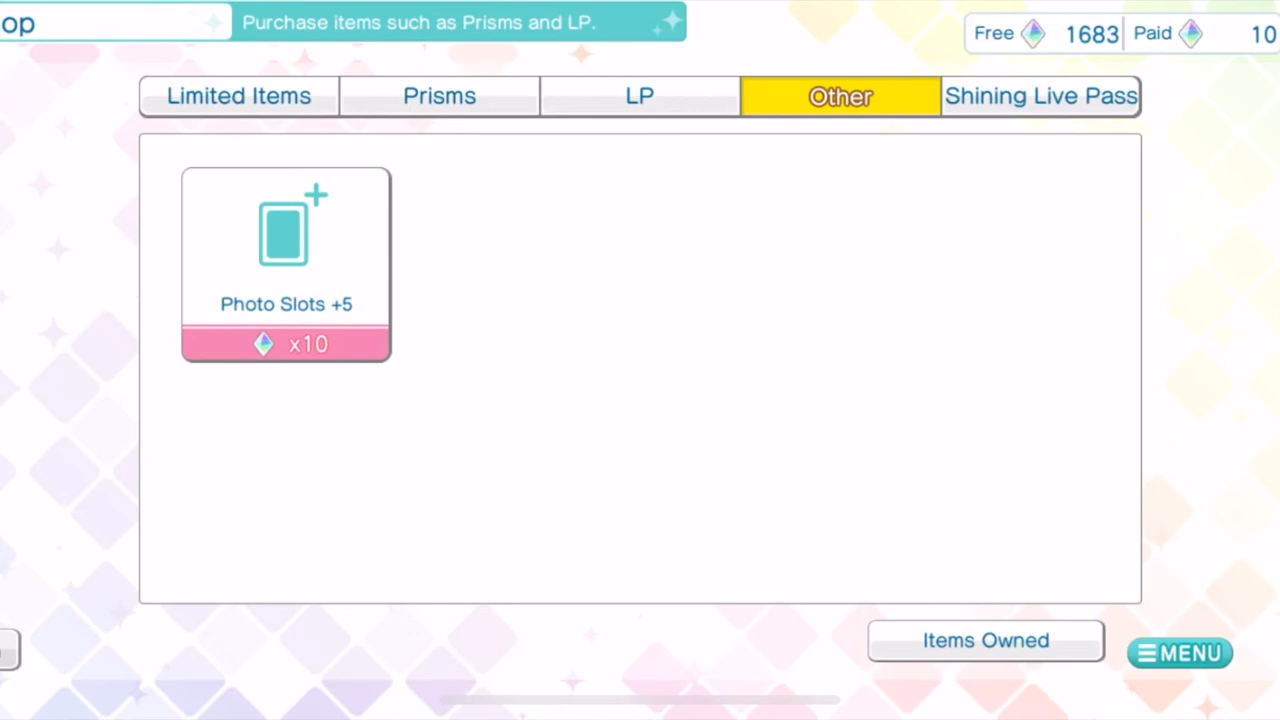 op
Purchase items such as Prisms and LP.
Free 1683 Paid 10
Limited Items
Prisms
LP
Other
Shining Live Pass
Photo Slots +5
x10
Items Owned
MENU